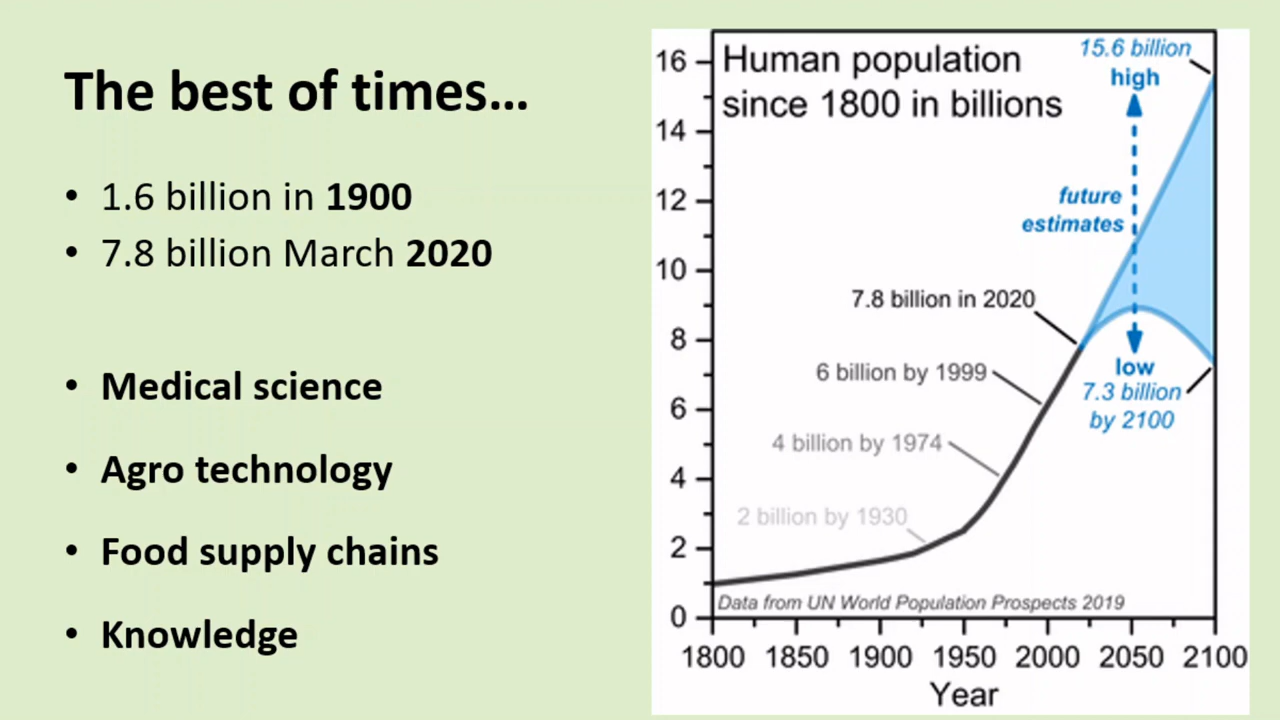 The best of times...
• 1.6 billion in 1900
• 7.8 billion March 2020
• Medical science
• Agro technology
• Food supply chains
• Knowledge
Human population
since 1800 in billions
15.6 billion
high
future
estimates
7.8 billion in 2020
6 billion by 1999
4 billion by 1974
2 billion by 1930
low
7.3 billion
by 2100
Data from UN World Population Prospects 2019
16
14
12
10
8
6
4
2
0
1800 1850 1900 1950 2000 2050 2100
Year